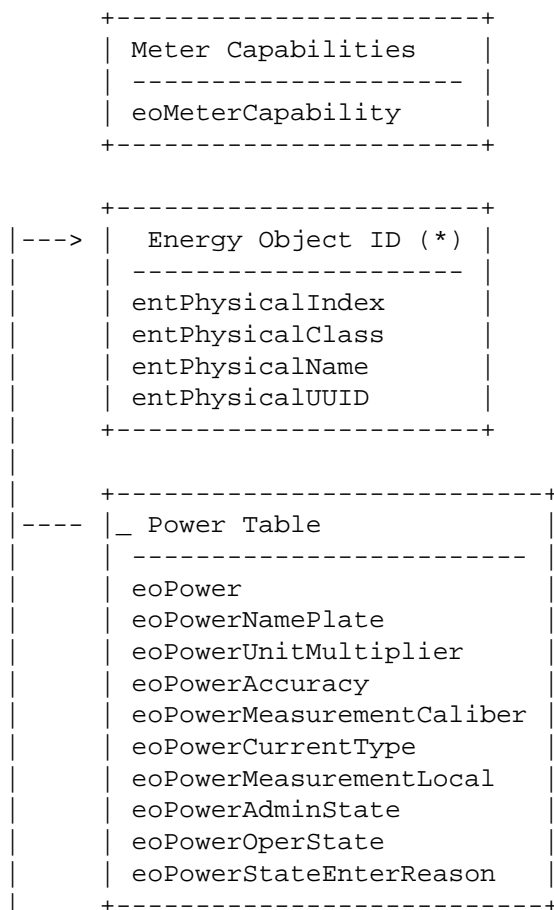 +-----------------------+
| Meter Capabilities    |
| --------------------- |
| eoMeterCapability     |
+-----------------------+
+-----------------------+
|---> |  Energy Object ID (*) |
|     | --------------------- |
|     | entPhysicalIndex      |
|     | entPhysicalClass      |
|     | entPhysicalName       |
|     | entPhysicalUUID       |
|     +-----------------------+
|
|     +---------------------------+
|---- |_ Power Table              |
|     | ------------------------- |
|     | eoPower                   |
|     | eoPowerNamePlate          |
|     | eoPowerUnitMultiplier     |
|     | eoPowerAccuracy           |
|     | eoPowerMeasurementCaliber |
|     | eoPowerCurrentType        |
|     | eoPowerMeasurementLocal   |
|     | eoPowerAdminState         |
|     | eoPowerOperState          |
|     | eoPowerStateEnterReason   |
|     +---------------------------+